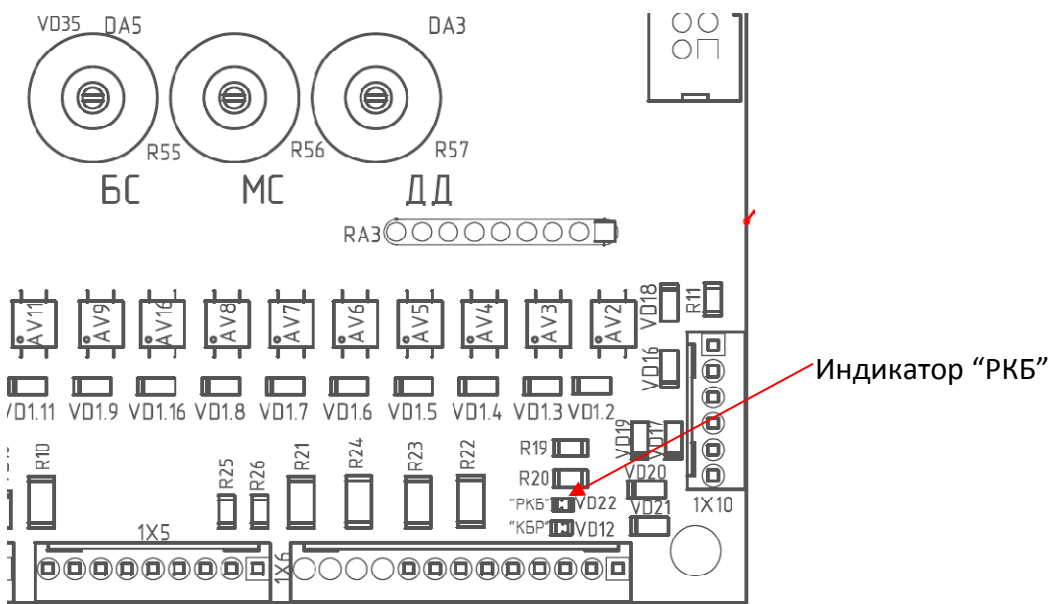 VD35 DA5 DA3
R55 R56 R57
БС МС ДД
RA3
AV11 AV9 AV16 AV8 AV7 AV6 AV5 AV4 AV3 AV2 VD18 R11
VD16
Индикатор “РКБ”
VD1.11 VD1.9 VD1.16 VD1.8 VD1.7 VD1.6 VD1.5 VD1.4 VD1.3 VD1.2
VD19 VD17
R10 R25 R26 R21 R24 R23 R22 R19
R20 VD20
"РКБ" VD22 VD21 1X10
"КБР" VD12
1X5
1X6